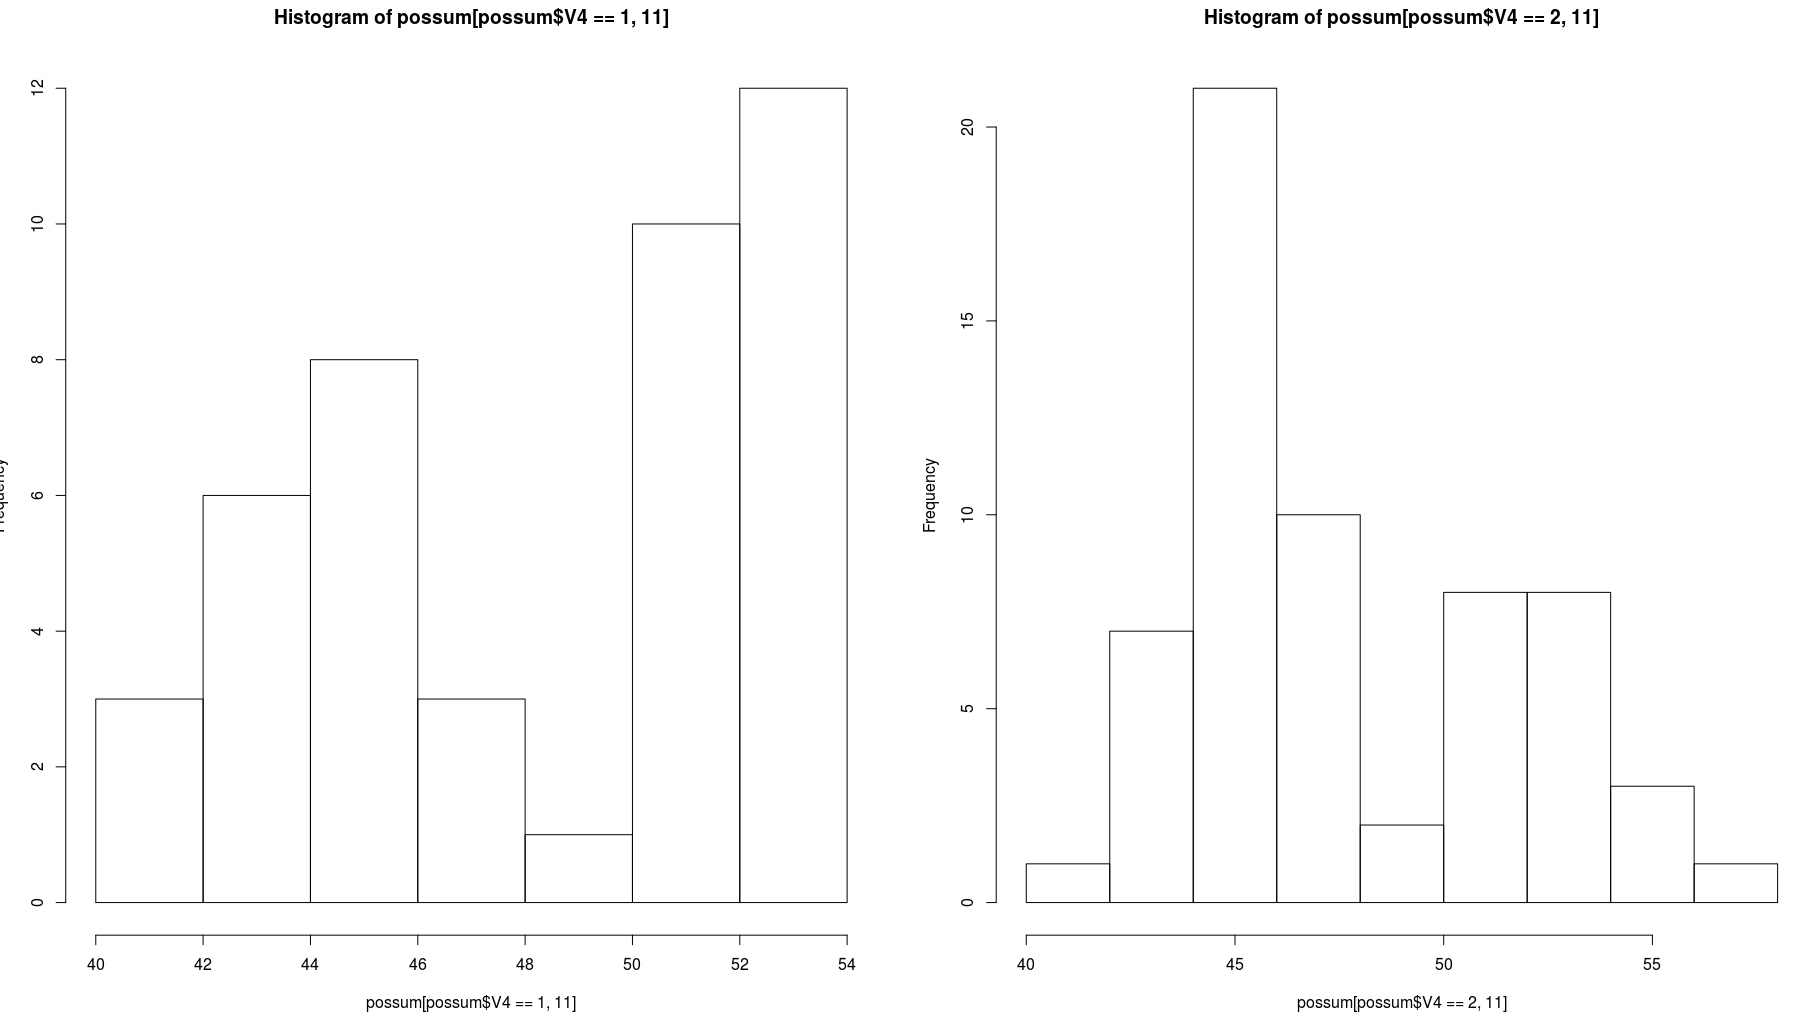 Histogram of possum[possum$V4 == 1, 11]
12
10
8
6
4
2
0
40 42 44 46 48 50 52 54
possum[possum$V4 == 1, 11]
Histogram of possum[possum$V4 == 2, 11]
Frequency
20
15
10
5
0
40 45 50 55
possum[possum$V4 == 2, 11]